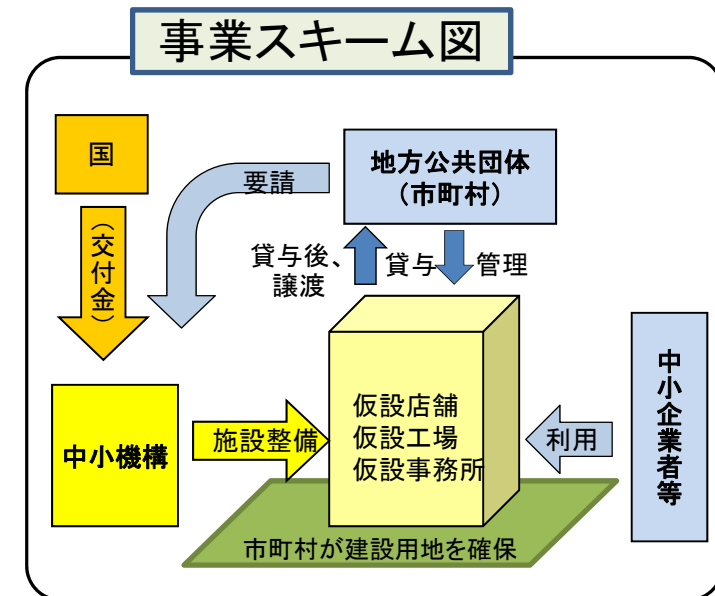 事業スキーム図
国
（交付金）
要請
地方公共団体
（市町村）
貸与後、
譲渡
貸与
管理
中小機構
施設整備
仮設店舗
仮設工場
仮設事務所
利用
中小企業者等
市町村が建設用地を確保